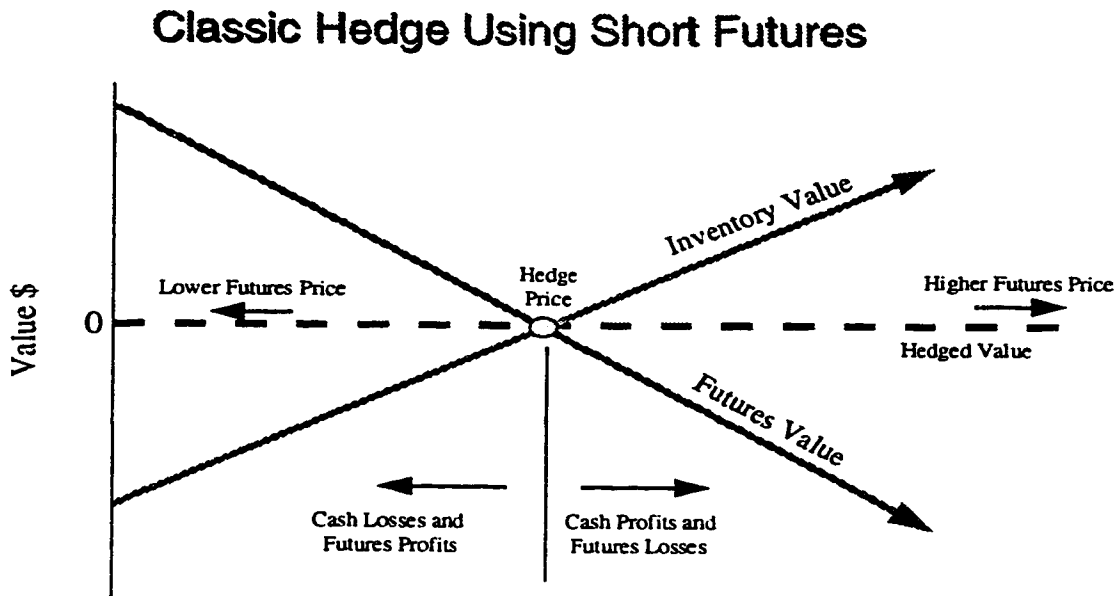 Classic Hedge Using Short Futures
Inventory Value
Hedge
Price
Lower Futures Price
Higher Futures Price
Value $
0
Hedged Value
Futures Value
Cash Losses and
Futures Profits
Cash Profits and
Futures Losses